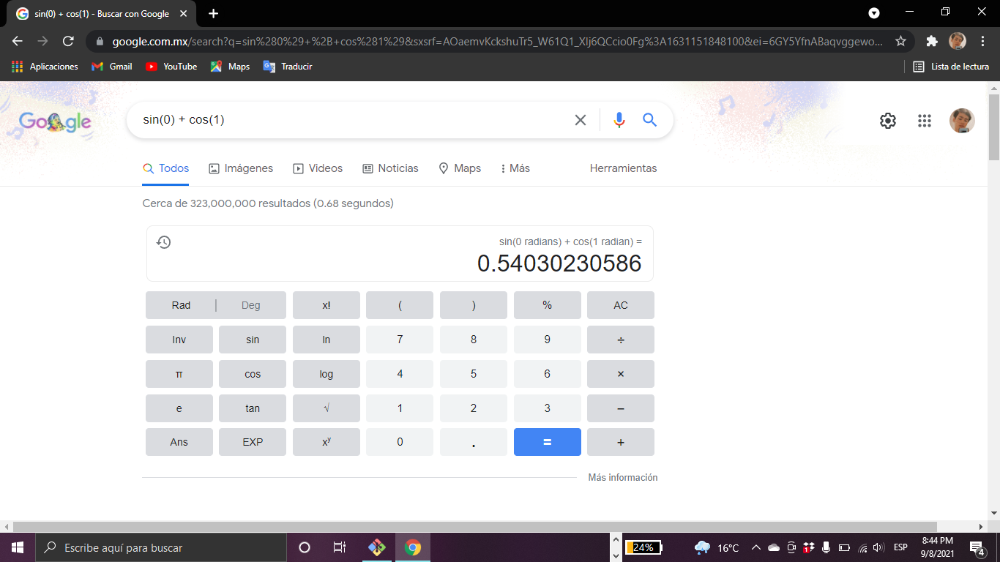 sin(0) + cos(1) - Buscar con Google
google.com.mx/search?q=sin%280%29+%2B+cos%281%29&sxsrf=AOaemvKckshuTr5_W61Q1_XIj6QCcio0Fg%3A1631151848100&ei=6GY5YfnABaqvggewo...
Aplicaciones Gmail YouTube Maps Traducir Lista de lectura
Google sin(0) + cos(1)
Todos Imágenes Videos Noticias Maps Más Herramientas
Cerca de 323,000,000 resultados (0.68 segundos)
sin(0 radians) + cos(1 radian) =
0.54030230586
Rad | Deg x! ( ) % AC
Inv sin ln 7 8 9 ÷
π cos log 4 5 6 ×
e tan √ 1 2 3 −
Ans EXP xʸ 0 . = +
Más información
Escribe aquí para buscar 24% 16°C ESP 8:44 PM
9/8/2021 4